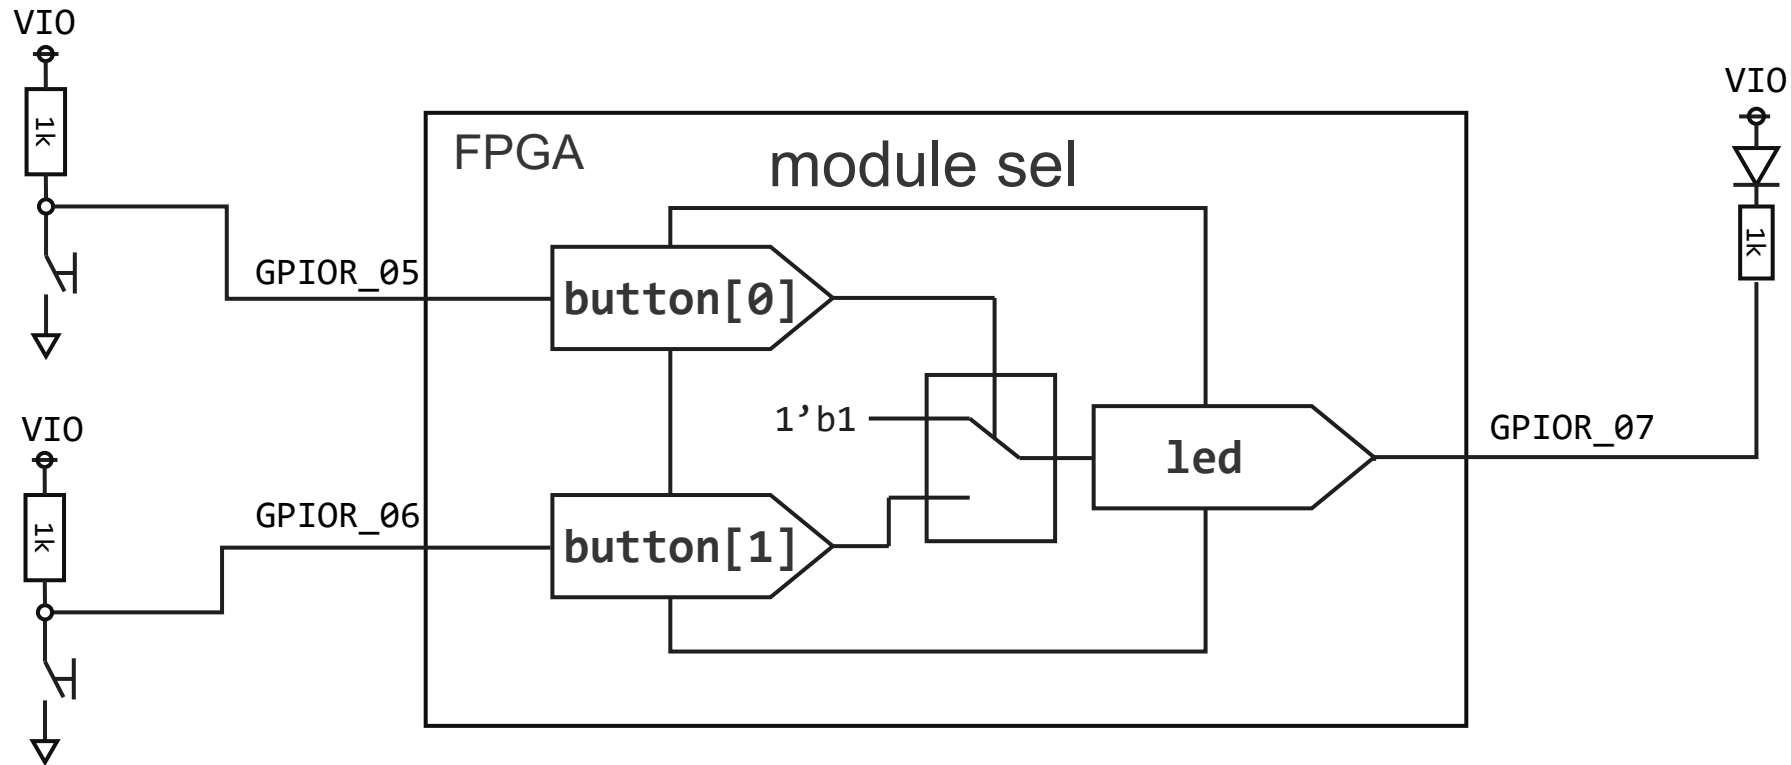 VIO
1k
GPIOR_05
VIO
1k
GPIOR_06
FPGA
module sel
button[0]
1’b1
button[1]
led
GPIOR_07
VIO
1k